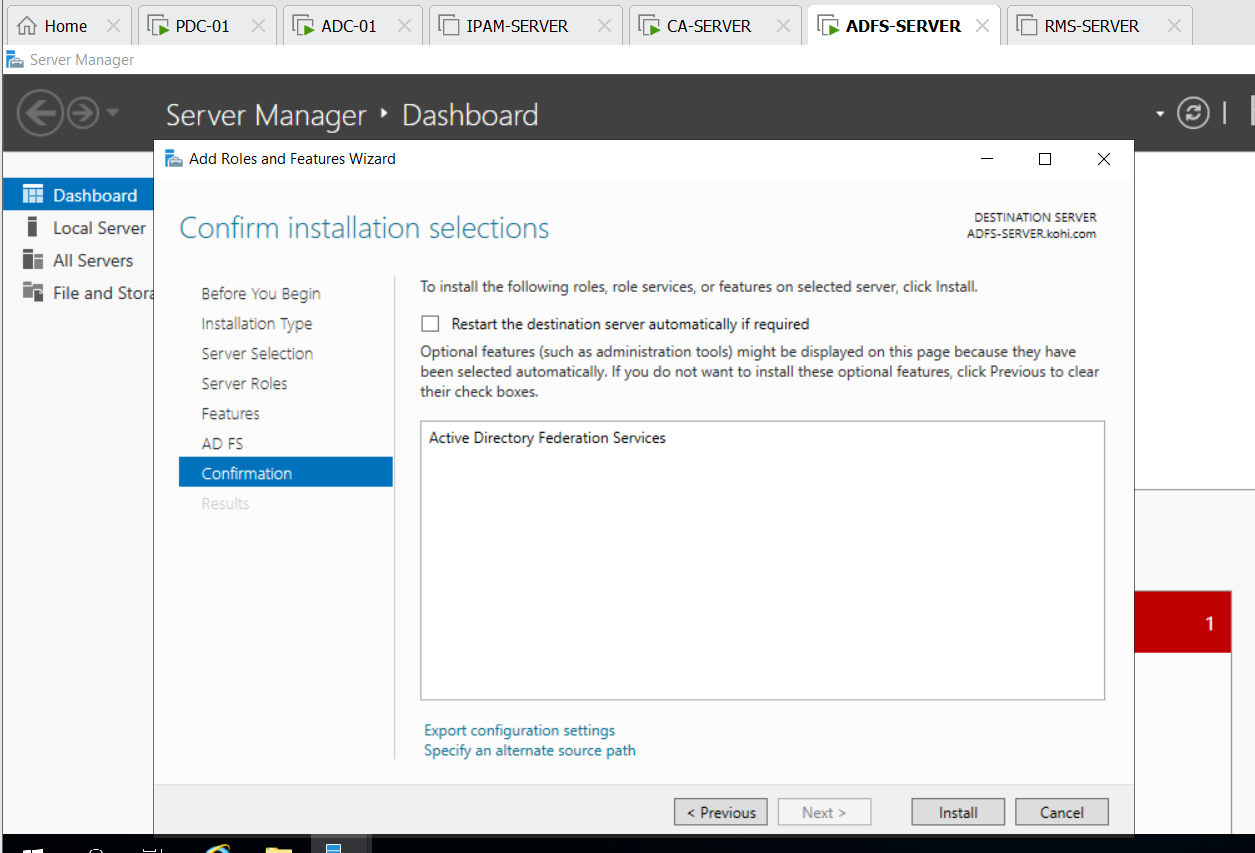 Home
PDC-01
ADC-01
IPAM-SERVER
CA-SERVER
ADFS-SERVER
RMS-SERVER
Server Manager
Server Manager ‣ Dashboard
Add Roles and Features Wizard
Dashboard
Local Server
All Servers
File and Stora
Confirm installation selections
DESTINATION SERVER
ADFS-SERVER.kohi.com
Before You Begin
Installation Type
Server Selection
Server Roles
Features
AD FS
Confirmation
Results
To install the following roles, role services, or features on selected server, click Install.
Restart the destination server automatically if required
Optional features (such as administration tools) might be displayed on this page because they have
been selected automatically. If you do not want to install these optional features, click Previous to clear
their check boxes.
Active Directory Federation Services
1
Export configuration settings
Specify an alternate source path
< Previous
Next >
Install
Cancel